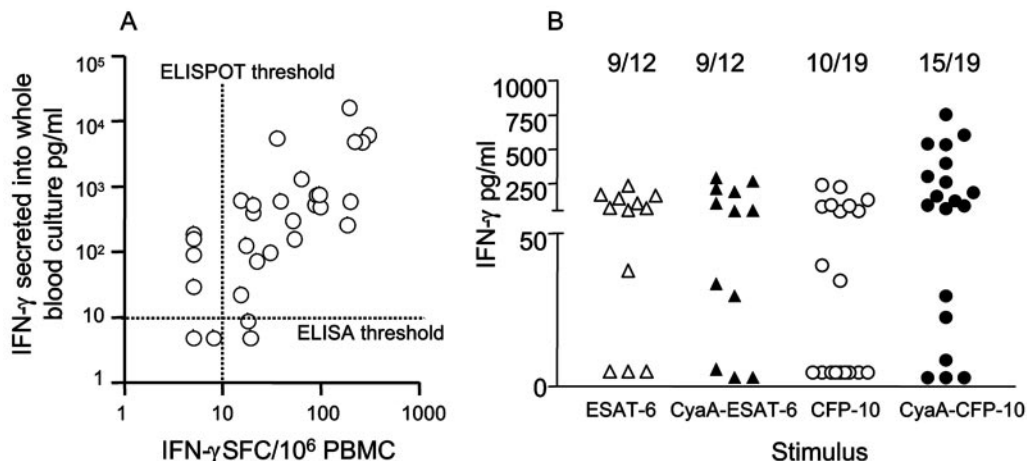 A
10⁵
10⁴
10³
10²
10
1
IFN-γ secreted into whole
blood culture pg/ml
ELISPOT threshold
ELISA threshold
1
10
100
1000
IFN-γSFC/10⁶ PBMC
B
9/12
9/12
10/19
15/19
1000
750
500
250
50
0
IFN-γ pg/ml
ESAT-6
CyaA-ESAT-6
CFP-10
CyaA-CFP-10
Stimulus